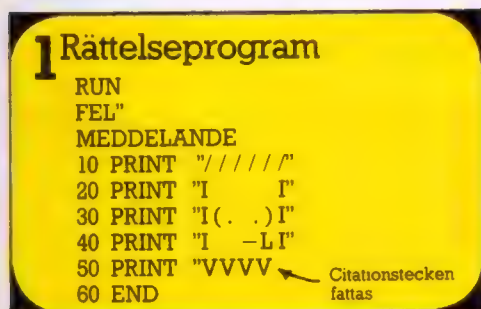 1 Rättelseprogram
RUN
FEL"
MEDDELANDE
10 PRINT "//////"
20 PRINT "I      I"
30 PRINT "I(. .)I"
40 PRINT "I  –LI"
50 PRINT "VVVV
Citationstecken
fattas
60 END